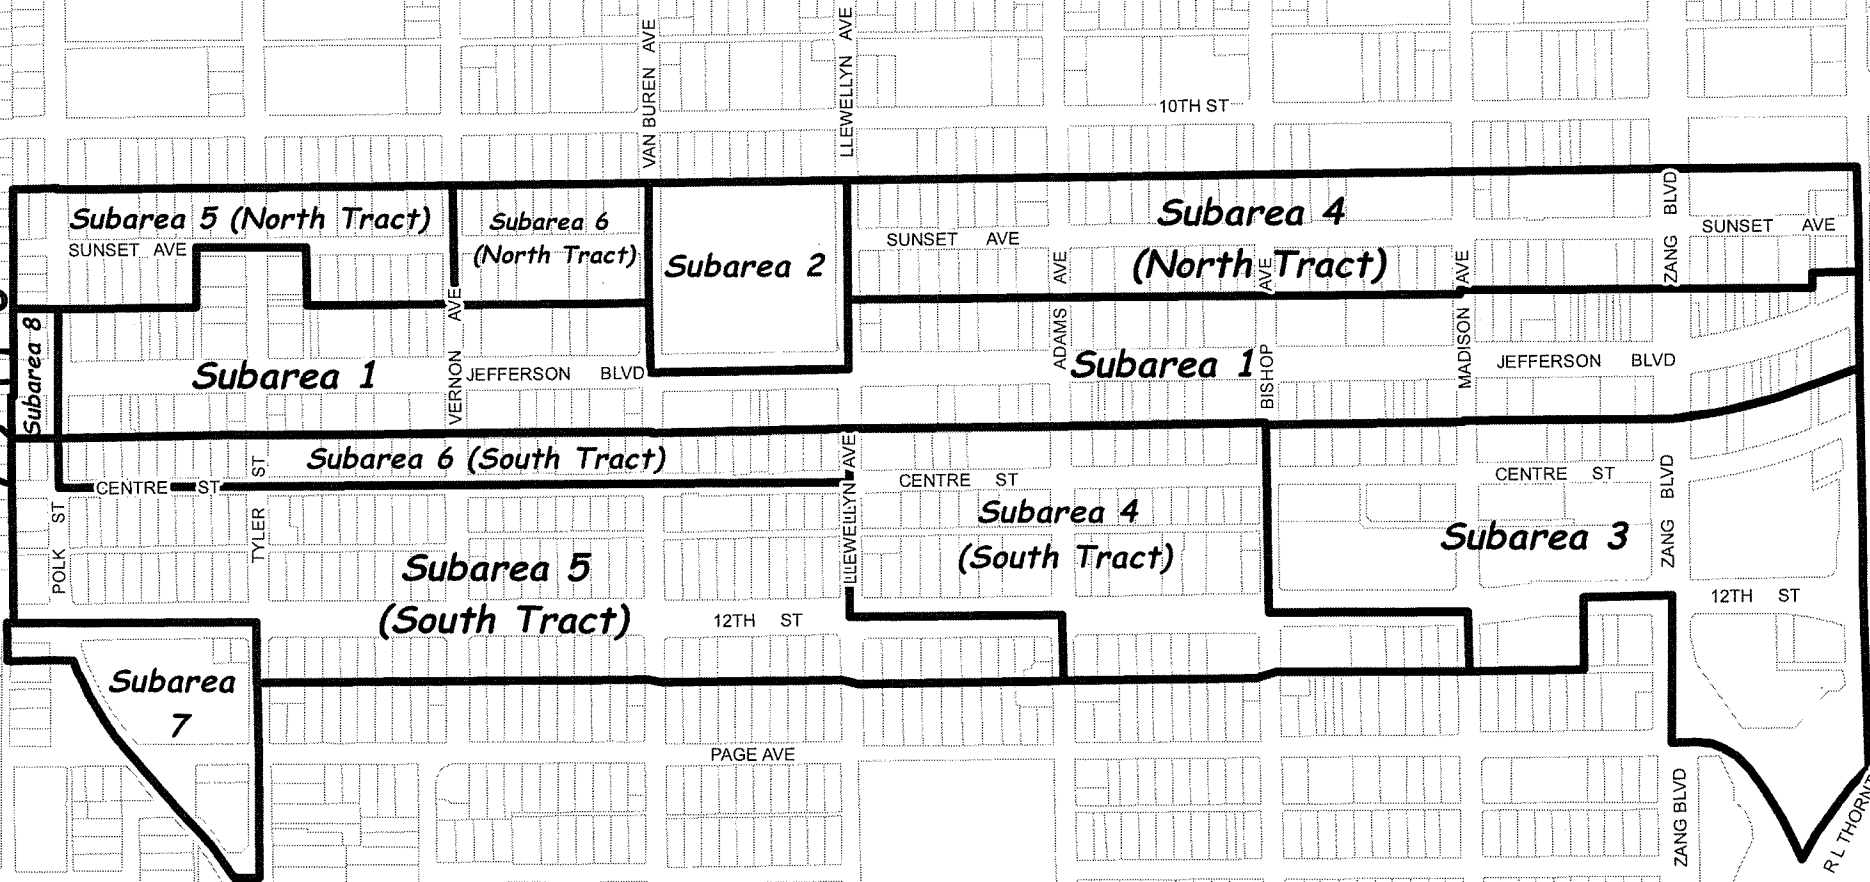 VAN BUREN AVE
LLEWELLYN AVE
10TH ST
Subarea 5 (North Tract)
SUNSET AVE
Subarea 6
(North Tract)
Subarea 2
SUNSET AVE
Subarea 4
(North Tract)
ZANG BLVD
SUNSET AVE
Subarea 8
Subarea 1
VERNON AVE
JEFFERSON BLVD
ADAMS AVE
Subarea 1
BISHOP AVE
MADISON AVE
JEFFERSON BLVD
Subarea 6 (South Tract)
CENTRE ST
POLK ST
TYLER ST
LLEWELLYN AVE
CENTRE ST
Subarea 4
(South Tract)
CENTRE ST
Subarea 3
ZANG BLVD
Subarea 5
(South Tract)
12TH ST
12TH ST
Subarea
7
PAGE AVE
ZANG BLVD
R L THORNT